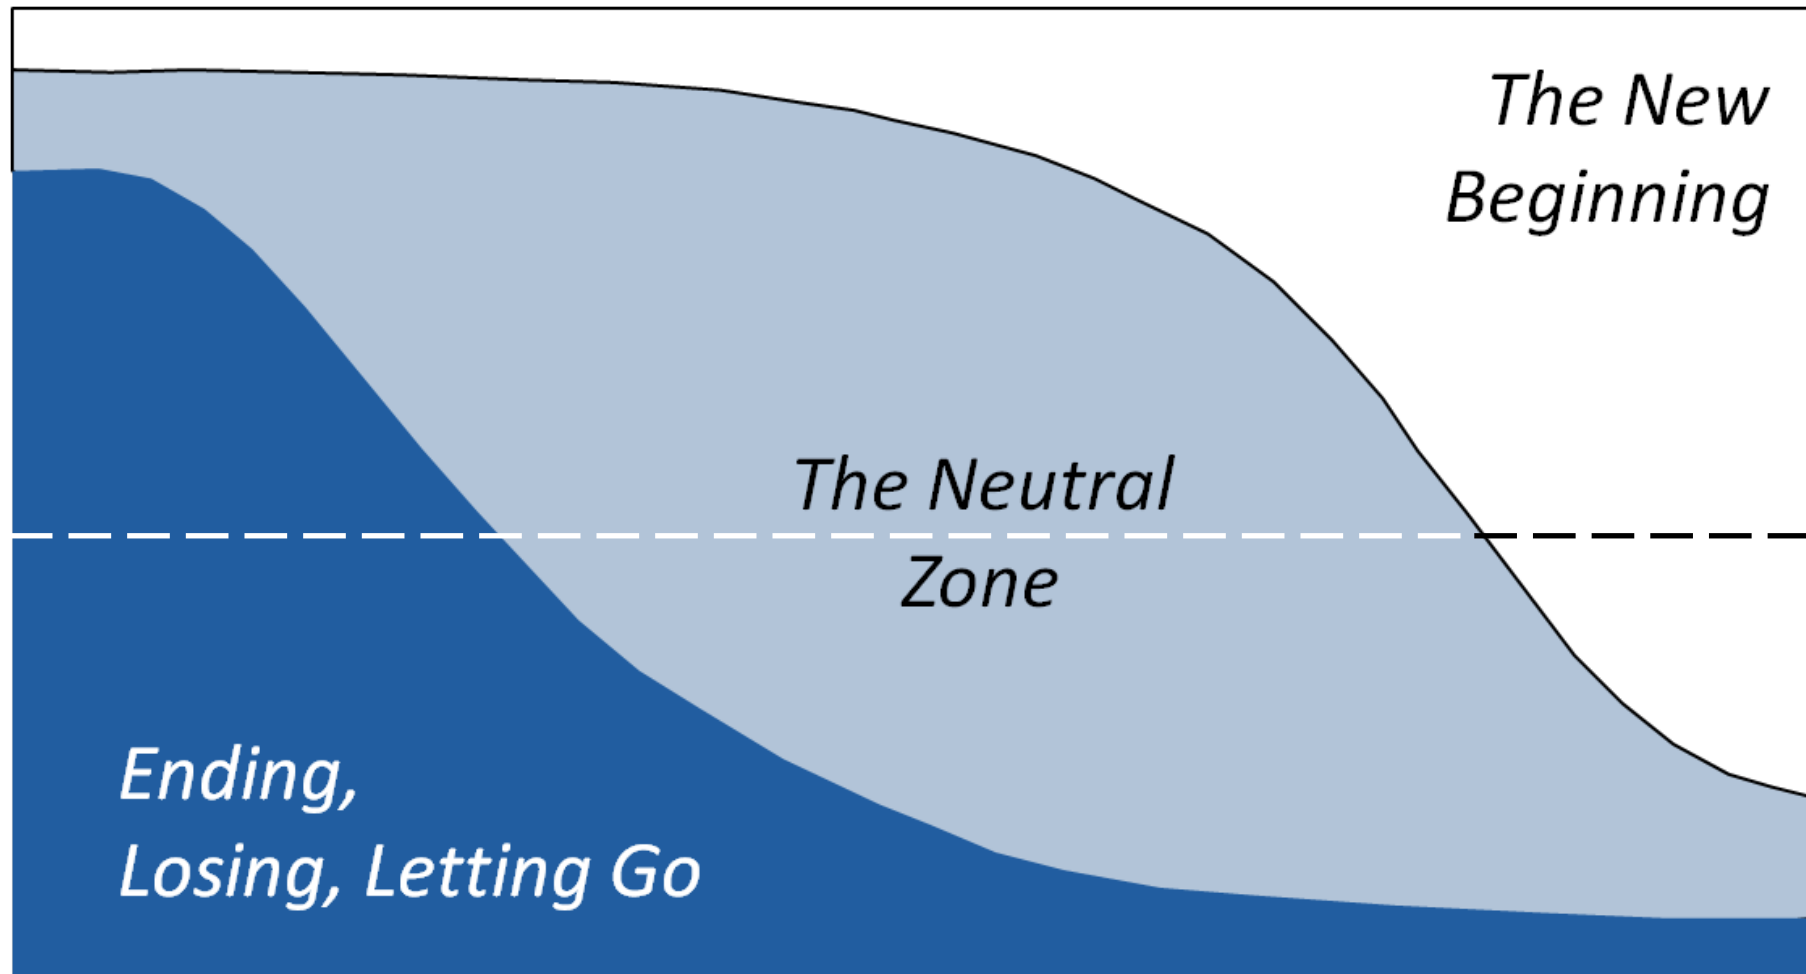 The New
Beginning
The Neutral
Zone
Ending,
Losing, Letting Go